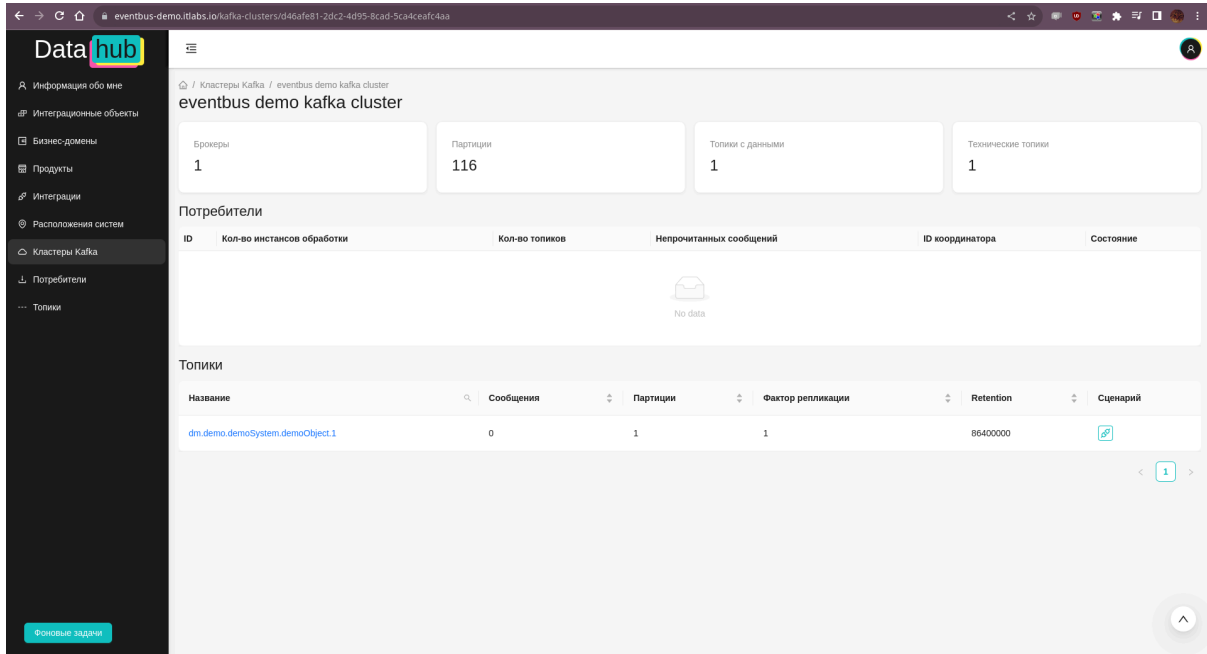 eventbus-demo.itlabs.io/kafka-clusters/d46afe81-2dc2-4d95-8cad-5ca4ceafc4aa
Data hub
Информация обо мне
Интеграционные объекты
Бизнес-домены
Продукты
Интеграции
Расположения систем
Кластеры Kafka
Потребители
Топики
Фоновые задачи
/ Кластеры Kafka / eventbus demo kafka cluster
eventbus demo kafka cluster
Брокеры
1
Партиции
116
Топики с данными
1
Технические топики
1
Потребители
ID Кол-во инстансов обработки Кол-во топиков Непрочитанных сообщений ID координатора Состояние
No data
Топики
Название Сообщения Партиции Фактор репликации Retention Сценарий
dm.demo.demoSystem.demoObject.1 0 1 1 86400000
< 1 >